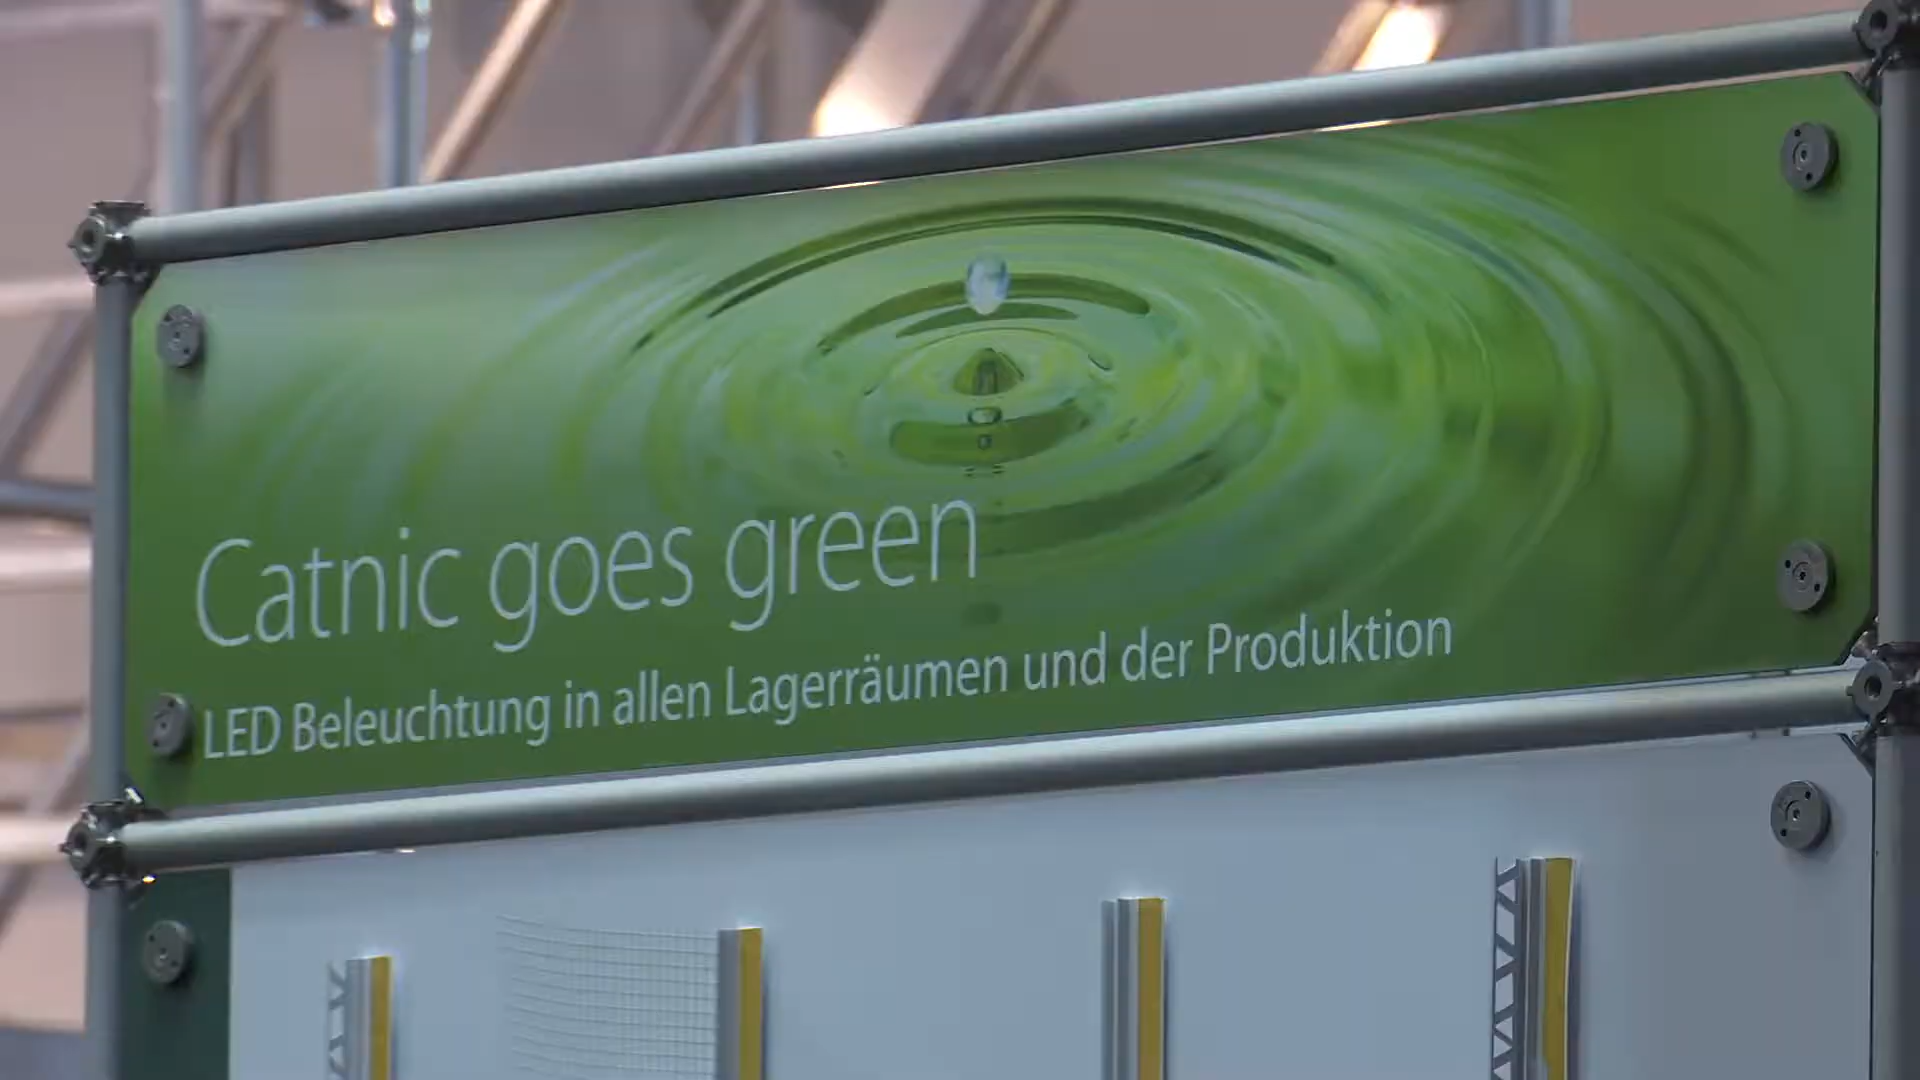 Catnic goes green
LED Beleuchtung in allen Lagerräumen und der Produktion